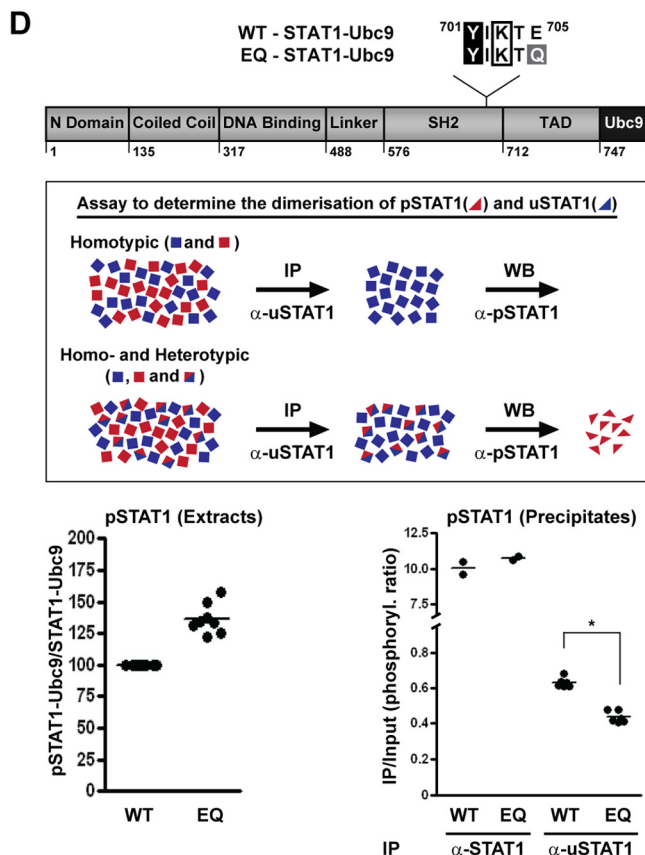 D
WT - STAT1-Ubc9 701 YIKTE 705
EQ - STAT1-Ubc9 YIKTQ
N Domain Coiled Coil DNA Binding Linker SH2 TAD Ubc9
1 135 317 488 576 712 747
Assay to determine the dimerisation of pSTAT1( ) and uSTAT1( )
Homotypic ( and )
IP WB
α-uSTAT1 α-pSTAT1
Homo- and Heterotypic
( , and )
IP WB
α-uSTAT1 α-pSTAT1
pSTAT1 (Extracts)
pSTAT1-Ubc9/STAT1-Ubc9
200
175
150
125
100
75
50
25
0
WT EQ
pSTAT1 (Precipitates)
IP/Input (phosphoryl. ratio)
12.5
10.0
7.5
0.8
0.6
0.4
0.2
0
*
WT EQ WT EQ
IP α-STAT1 α-uSTAT1